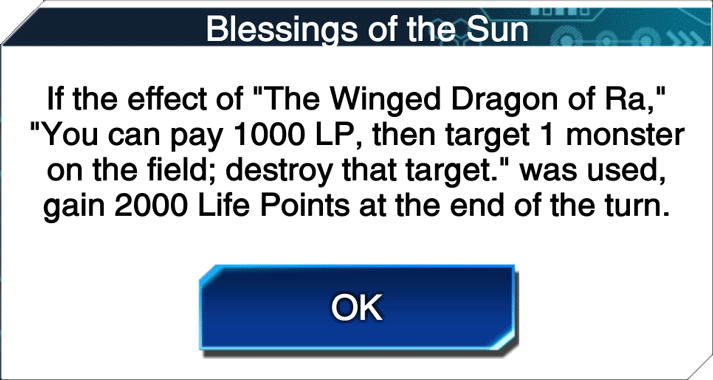 Blessings of the Sun
If the effect of "The Winged Dragon of Ra,"
"You can pay 1000 LP, then target 1 monster
on the field; destroy that target." was used,
gain 2000 Life Points at the end of the turn.
OK